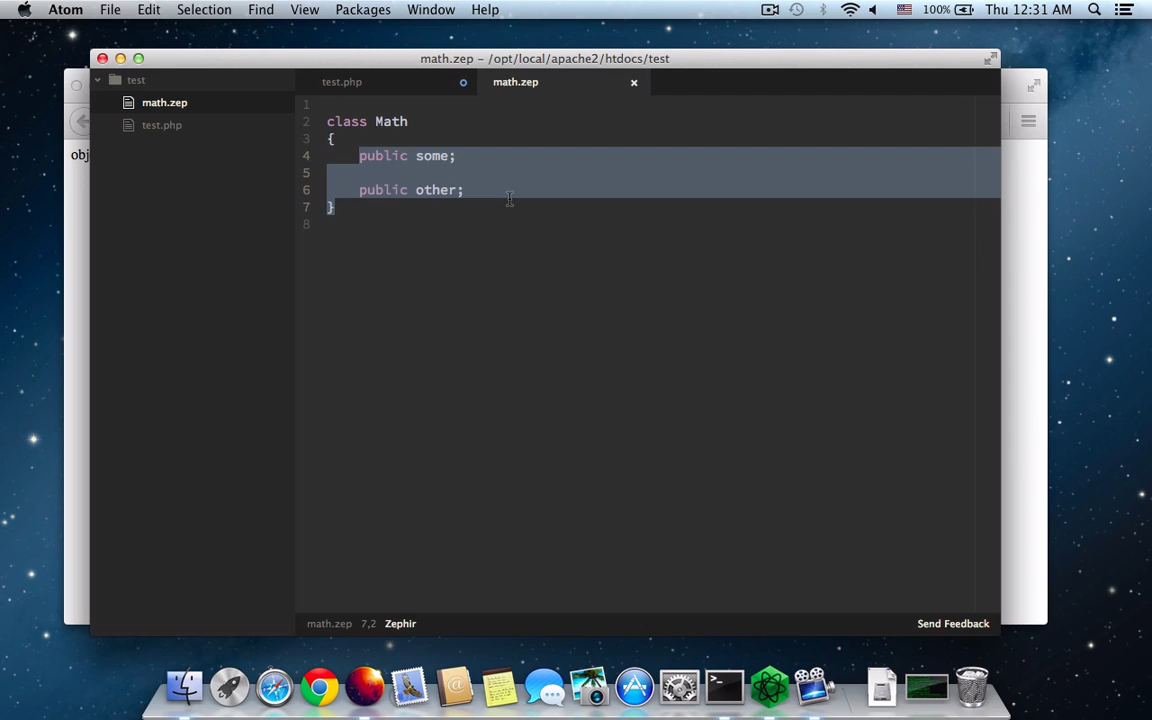 Atom File Edit Selection Find View Packages Window Help 100% Thu 12:31 AM
math.zep – /opt/local/apache2/htdocs/test
test
math.zep
test.php
test.php
math.zep
obj
1
2 class Math
3 {
4 public some;
5
6 public other;
7 }
8
math.zep 7,2 Zephir
Send Feedback